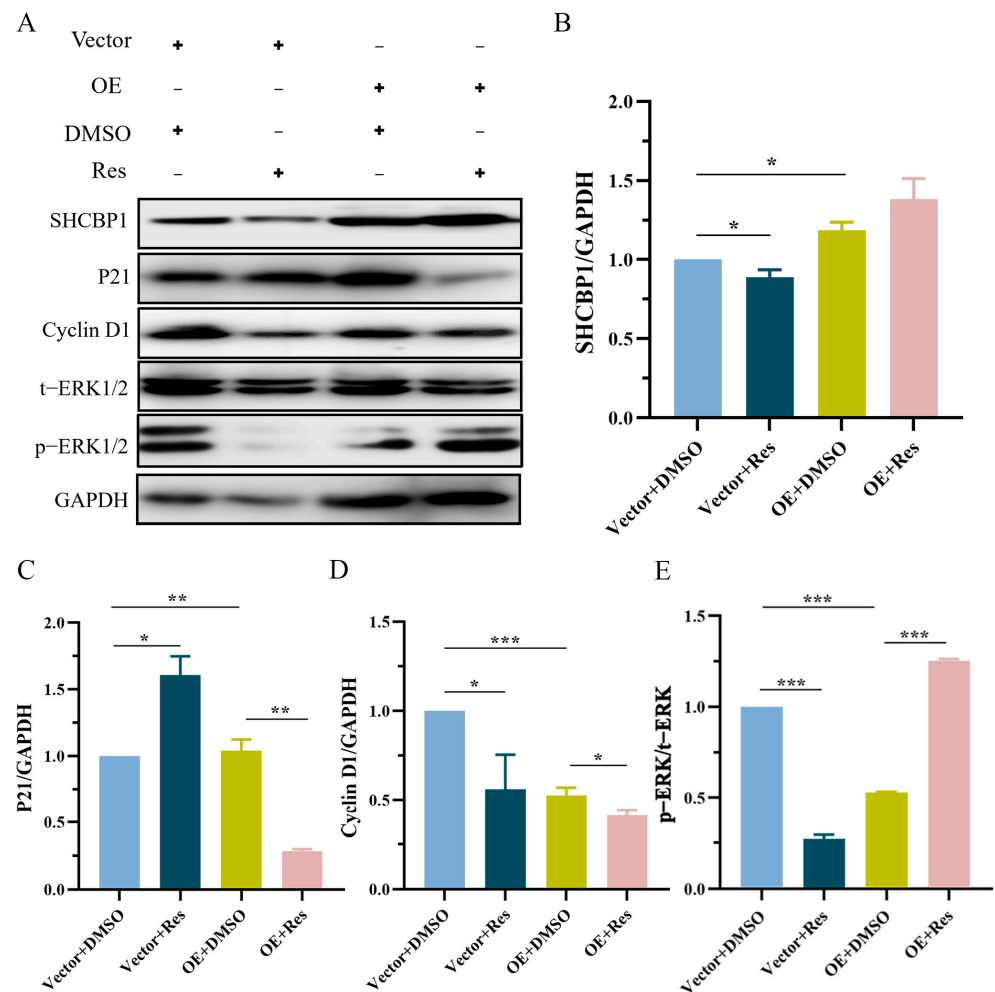 A
Vector + + – –
OE – – + +
DMSO + – + –
Res – + – +
SHCBP1
P21
Cyclin D1
t–ERK1/2
p–ERK1/2
GAPDH
B
SHCBP1/GAPDH
2.0
1.5
1.0
0.5
0.0
*
*
Vector+DMSO
Vector+Res
OE+DMSO
OE+Res
C
P21/GAPDH
2.0
1.5
1.0
0.5
0.0
**
*
**
Vector+DMSO
Vector+Res
OE+DMSO
OE+Res
D
Cyclin D1/GAPDH
1.5
1.0
0.5
0.0
***
*
*
Vector+DMSO
Vector+Res
OE+DMSO
OE+Res
E
p–ERK/t–ERK
1.5
1.0
0.5
0.0
***
***
***
Vector+DMSO
Vector+Res
OE+DMSO
OE+Res